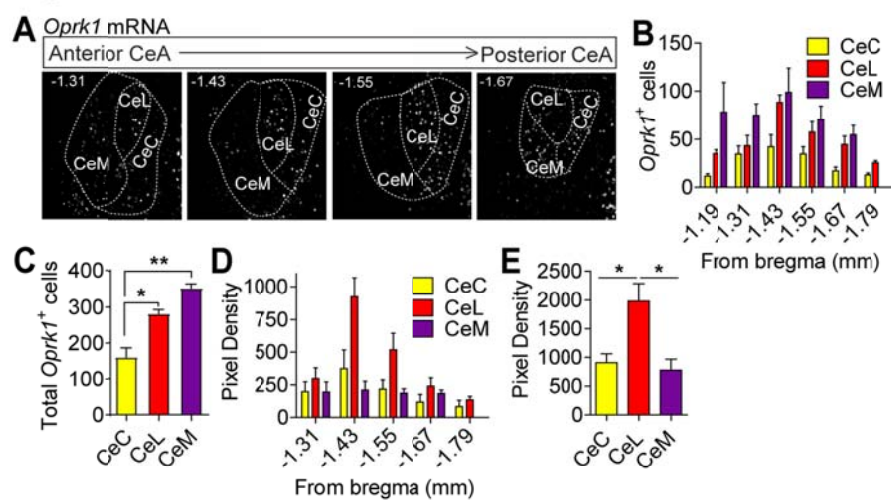 A Oprk1 mRNA
Anterior CeA Posterior CeA
-1.31 -1.43 -1.55 -1.67
CeL CeC CeM
CeL CeC CeM
CeL CeC CeM
CeL CeC CeM
B
Oprk1+ cells
150
100
50
0
CeC
CeL
CeM
-1.19 -1.31 -1.43 -1.55 -1.67 -1.79
From bregma (mm)
C
Total Oprk1+ cells
400
300
200
100
0
**
*
CeC CeL CeM
D
Pixel Density
1000
750
500
250
0
CeC
CeL
CeM
-1.31 -1.43 -1.55 -1.67 -1.79
From bregma (mm)
E
Pixel Density
2500
2000
1500
1000
500
0
* *
CeC CeL CeM